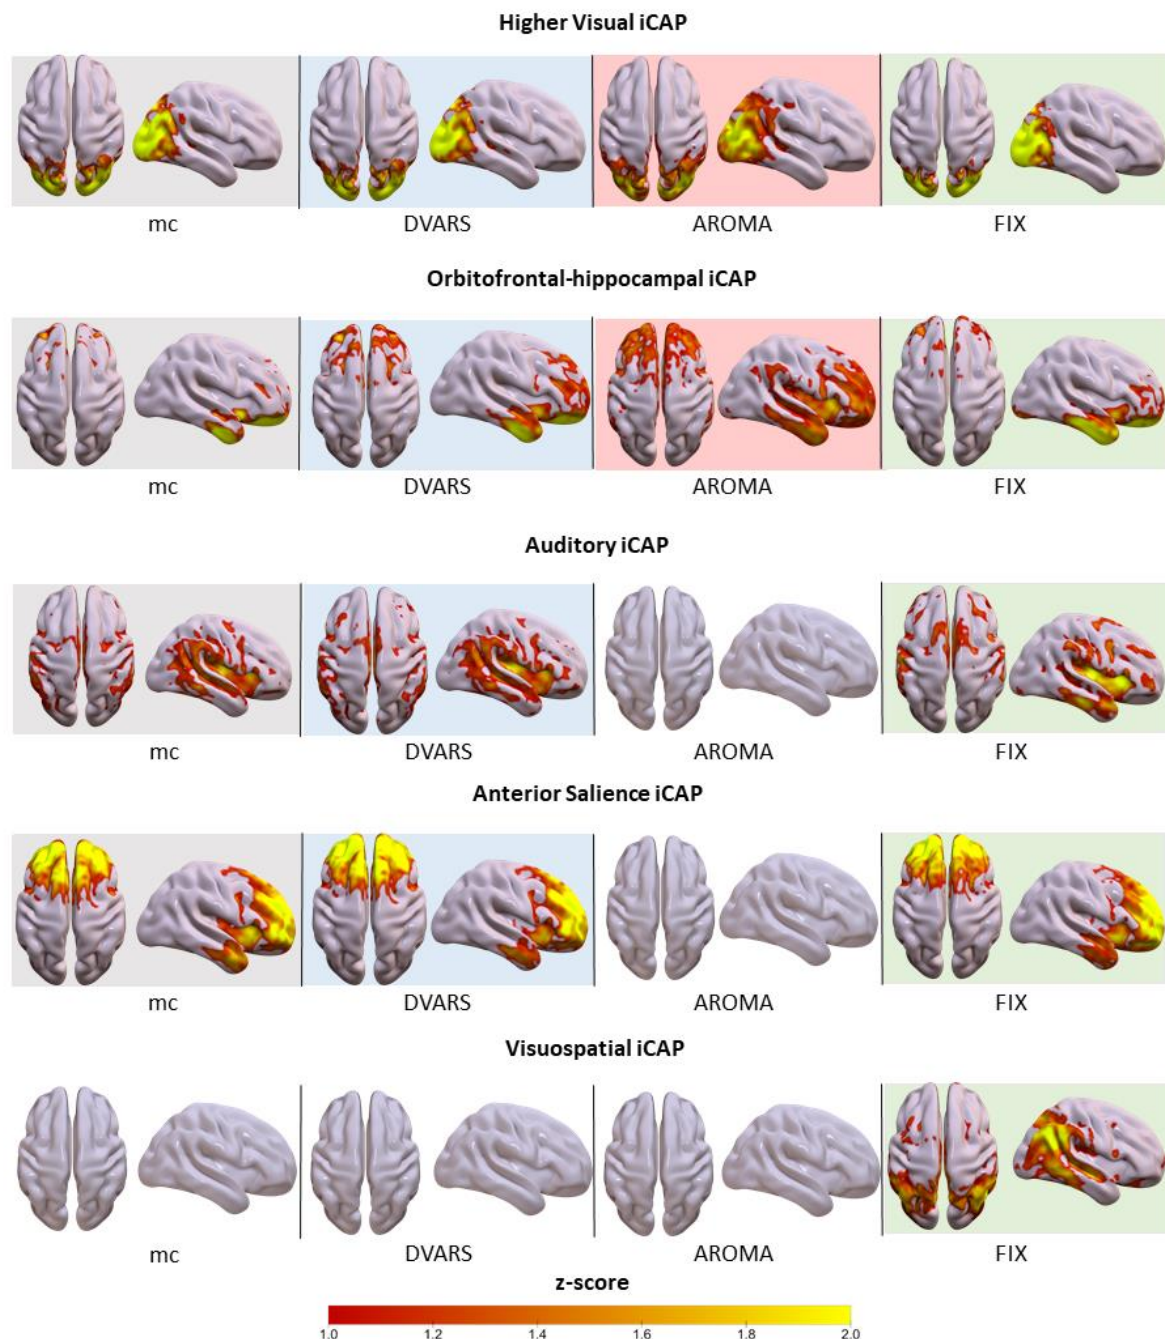 Higher Visual iCAP
mc DVARS AROMA FIX
Orbitofrontal-hippocampal iCAP
mc DVARS AROMA FIX
Auditory iCAP
mc DVARS AROMA FIX
Anterior Salience iCAP
mc DVARS AROMA FIX
Visuospatial iCAP
mc DVARS AROMA FIX
z-score
1.0 1.2 1.4 1.6 1.8 2.0